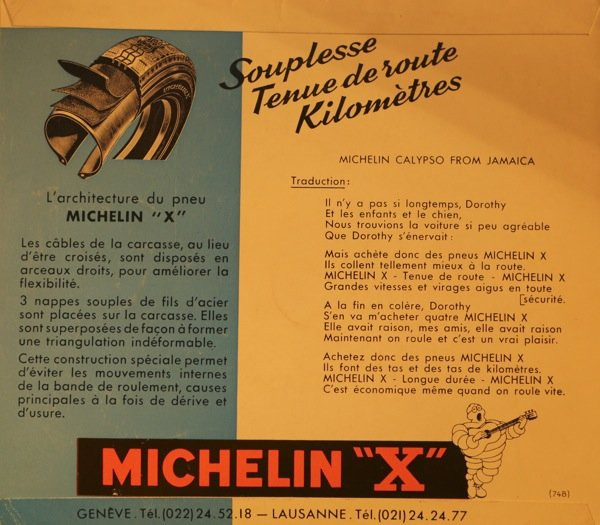 Souplesse
Tenue de route
Kilomètres
L'architecture du pneu
MICHELIN "X"
Les câbles de la carcasse, au lieu
d'être croisés, sont disposés en
arceaux droits, pour améliorer la
flexibilité.
3 nappes souples de fils d'acier
sont placées sur la carcasse. Elles
sont superposées de façon à former
une triangulation indéformable.
Cette construction spéciale permet
d'éviter les mouvements internes
de la bande de roulement, causes
principales à la fois de dérive et
d'usure.
MICHELIN CALYPSO FROM JAMAICA
Traduction:
Il n'y a pas si longtemps, Dorothy
Et les enfants et le chien,
Nous trouvions la voiture si peu agréable
Que Dorothy s'énervait :
Mais achète donc des pneus MICHELIN X
Ils collent tellement mieux à la route.
MICHELIN X - Tenue de route - MICHELIN X
Grandes vitesses et virages aigus en toute
[sécurité.
A la fin en colère, Dorothy
S'en va m'acheter quatre MICHELIN X
Elle avait raison, mes amis, elle avait raison
Maintenant on roule et c'est un vrai plaisir.
Achetez donc des pneus MICHELIN X
Ils font des tas et des tas de kilomètres.
MICHELIN X - Longue durée - MICHELIN X
C'est économique même quand on roule vite.
MICHELIN "X"
(748)
GENÈVE. Tél. (022) 24.52.18 — LAUSANNE. Tél. (021) 24.24.77